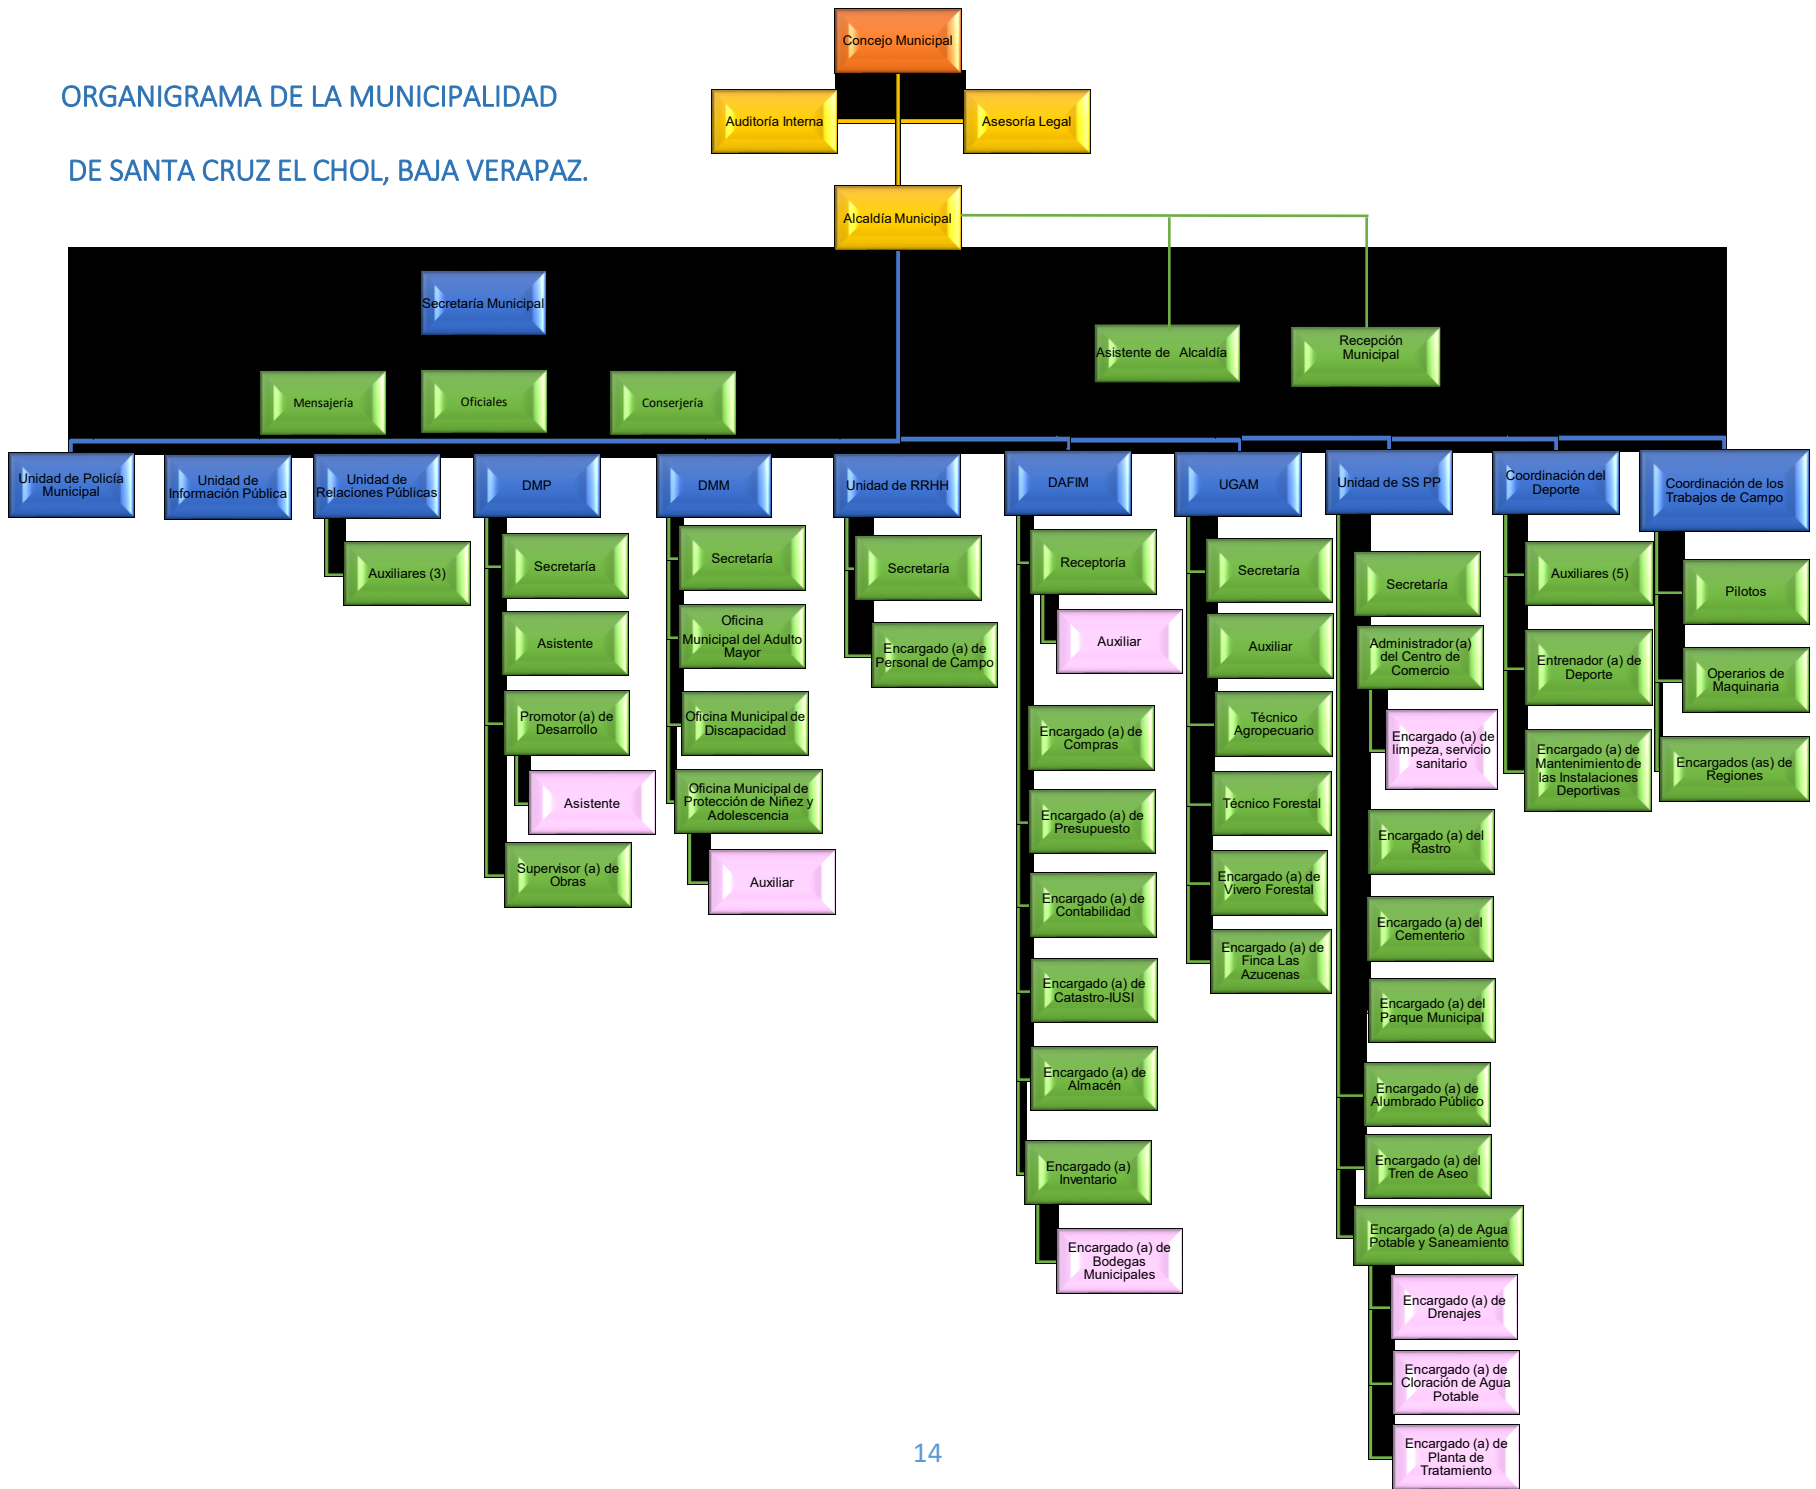 Concejo Municipal
ORGANIGRAMA DE LA MUNICIPALIDAD
DE SANTA CRUZ EL CHOL, BAJA VERAPAZ.
Auditoría Interna
Asesoría Legal
Alcaldía Municipal
Secretaría Municipal
Asistente de Alcaldía
Recepción
Municipal
Mensajería
Oficiales
Conserjería
Unidad de Policía
Municipal
Unidad de
Información Pública
Unidad de
Relaciones Públicas
DMP
DMM
Unidad de RRHH
DAFIM
UGAM
Unidad de SS PP
Coordinación del
Deporte
Coordinación de los
Trabajos de Campo
Auxiliares (3)
Secretaría
Asistente
Promotor (a) de
Desarrollo
Asistente
Supervisor (a) de
Obras
Secretaría
Oficina
Municipal del Adulto
Mayor
Oficina Municipal de
Discapacidad
Oficina Municipal de
Protección de Niñez y
Adolescencia
Auxiliar
Secretaría
Encargado (a) de
Personal de Campo
Receptoría
Auxiliar
Encargado (a) de
Compras
Encargado (a) de
Presupuesto
Encargado (a) de
Contabilidad
Encargado (a) de
Catastro-IUSI
Encargado (a) de
Almacén
Encargado (a)
Inventario
Encargado (a) de
Bodegas
Municipales
Secretaría
Auxiliar
Técnico
Agropecuario
Técnico Forestal
Encargado (a) de
Vivero Forestal
Encargado (a) de
Finca Las
Azucenas
Secretaría
Administrador (a)
del Centro de
Comercio
Encargado (a) de
limpeza, servicio
sanitario
Encargado (a) del
Rastro
Encargado (a) del
Cementerio
Encargado (a) del
Parque Municipal
Encargado (a) de
Alumbrado Público
Encargado (a) del
Tren de Aseo
Encargado (a) de Agua
Potable y Saneamiento
Encargado (a) de
Drenajes
Encargado (a) de
Cloración de Agua
Potable
Encargado (a) de
Planta de
Tratamiento
Auxiliares (5)
Entrenador (a) de
Deporte
Encargado (a) de
Mantenimiento de
las Instalaciones
Deportivas
Pilotos
Operarios de
Maquinaria
Encargados (as) de
Regiones
14